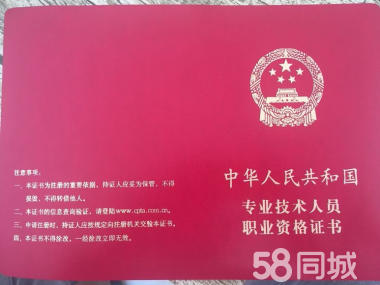 注意事项：
一、本证书为注册的重要依据，持证人应妥为保管，不得
损毁、不得转借他人。
二、本证书的信息查询验证，请登陆www.cpta.com.cn。
三、申请注册时，持证人应按规定向注册机关交验本证书。
四、本证书不得涂改，一经涂改立即无效。
中华人民共和国
专业技术人员
职业资格证书
58同城